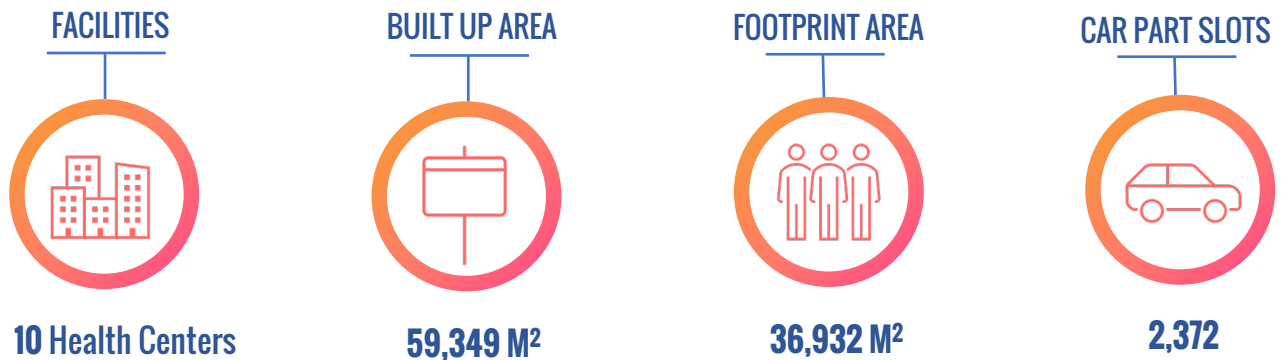 FACILITIES
BUILT UP AREA
FOOTPRINT AREA
CAR PART SLOTS
10 Health Centers
59,349 M²
36,932 M²
2,372